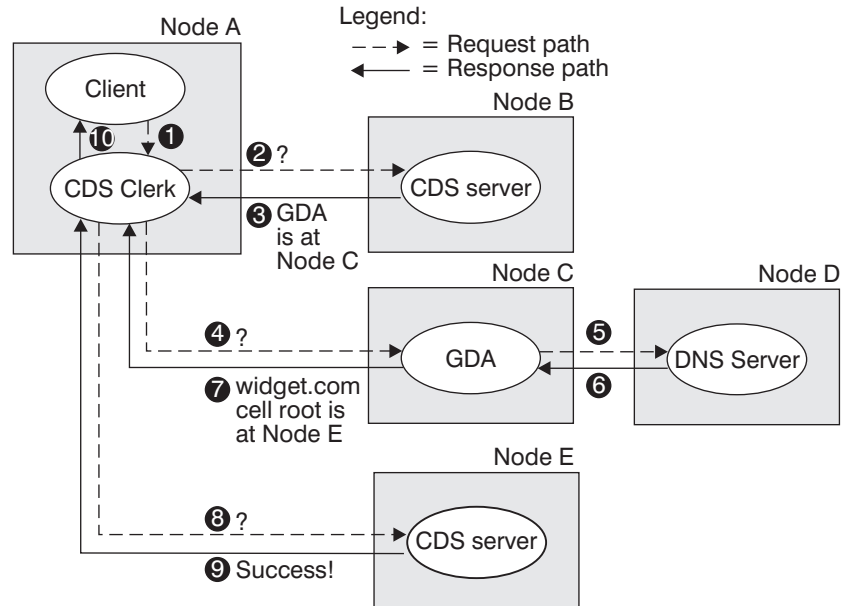 Legend:
= Request path
= Response path
Node A
Client
10
1
CDS Clerk
Node B
2 ?
CDS server
3 GDA
is at
Node C
Node C
4 ?
GDA
5
6
Node D
DNS Server
7 widget.com
cell root is
at Node E
Node E
8 ?
CDS server
9 Success!